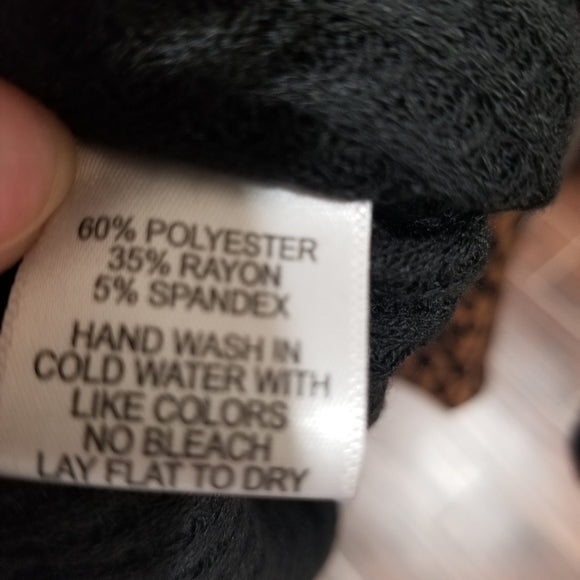 60% POLYESTER
35% RAYON
5% SPANDEX
HAND WASH IN
COLD WATER WITH
LIKE COLORS
NO BLEACH
LAY FLAT TO DRY